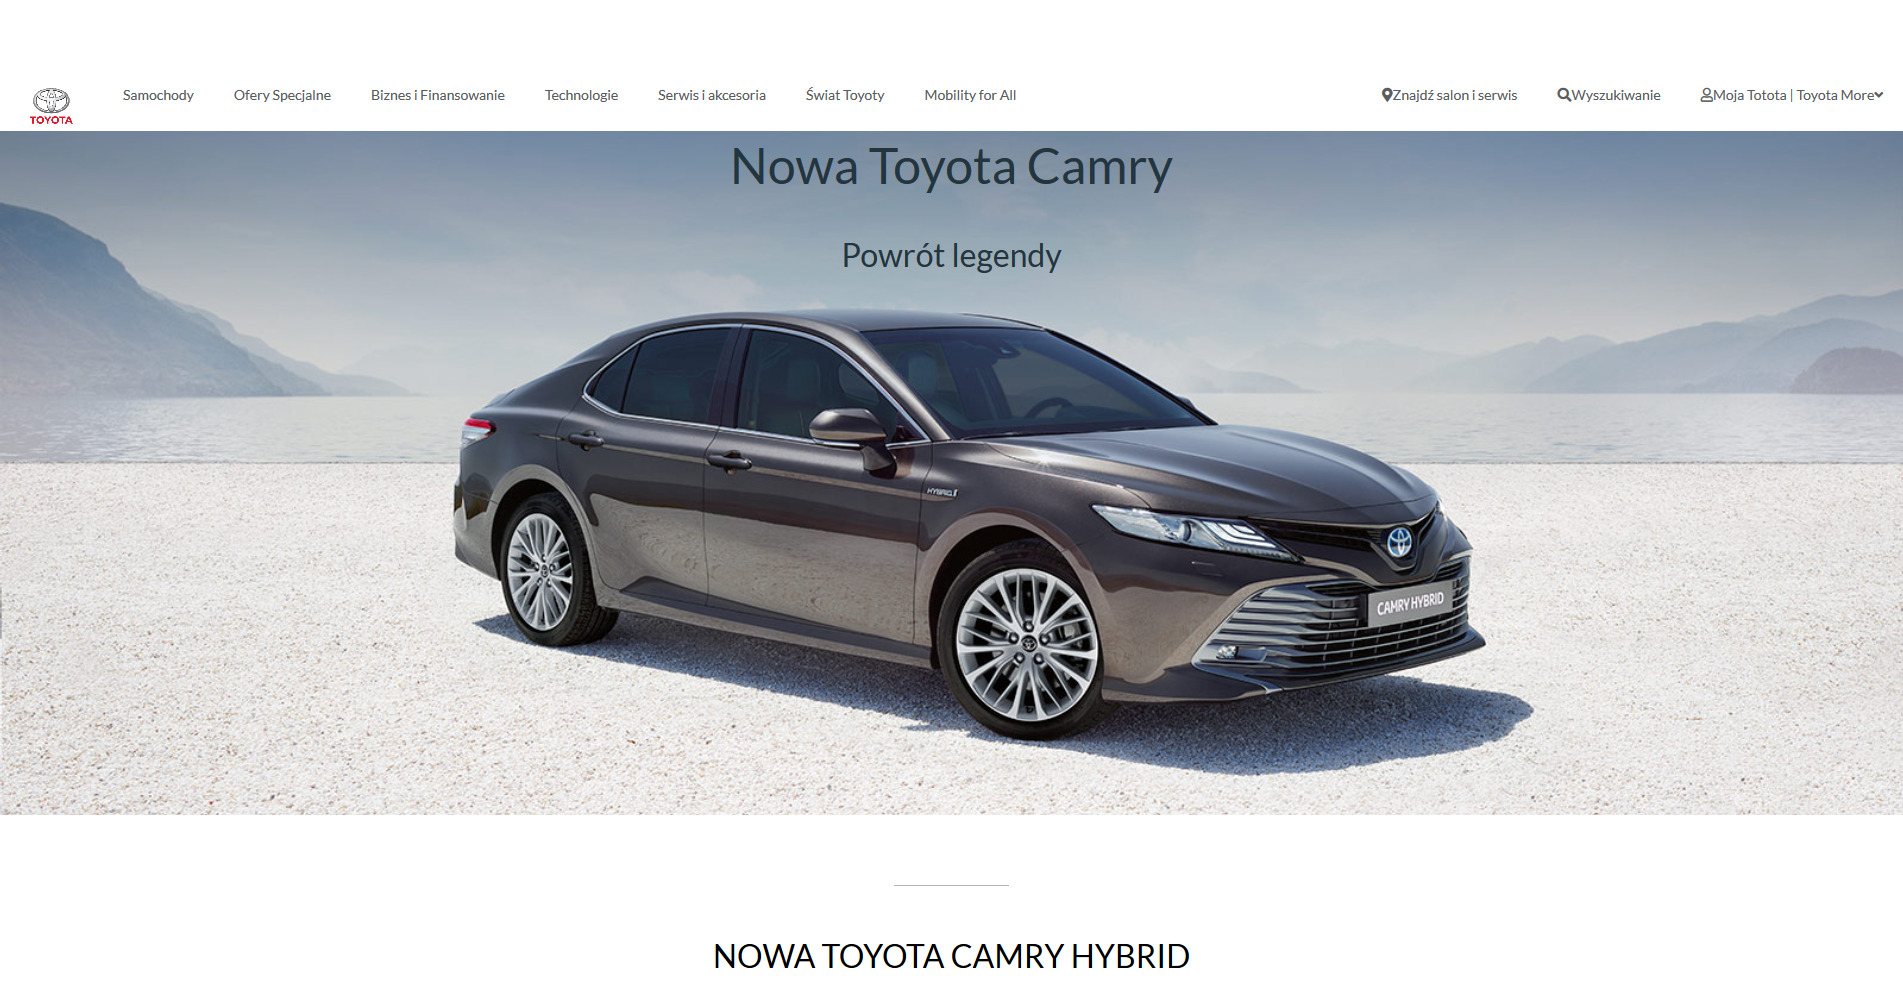 TOYOTA
Samochody
Ofery Specjalne
Biznes i Finansowanie
Technologie
Serwis i akcesoria
Świat Toyoty
Mobility for All
Znajdź salon i serwis
Wyszukiwanie
Moja Totota | Toyota More
Nowa Toyota Camry
Powrót legendy
HYBRID
CAMRY HYBRID
NOWA TOYOTA CAMRY HYBRID